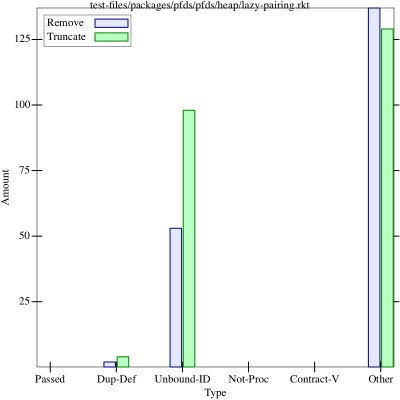 test-files/packages/pfds/pfds/heap/lazy-pairing.rkt
Remove
Truncate
125
100
75
50
25
Amount
Passed Dup-Def Unbound-ID Not-Proc Contract-V Other
Type